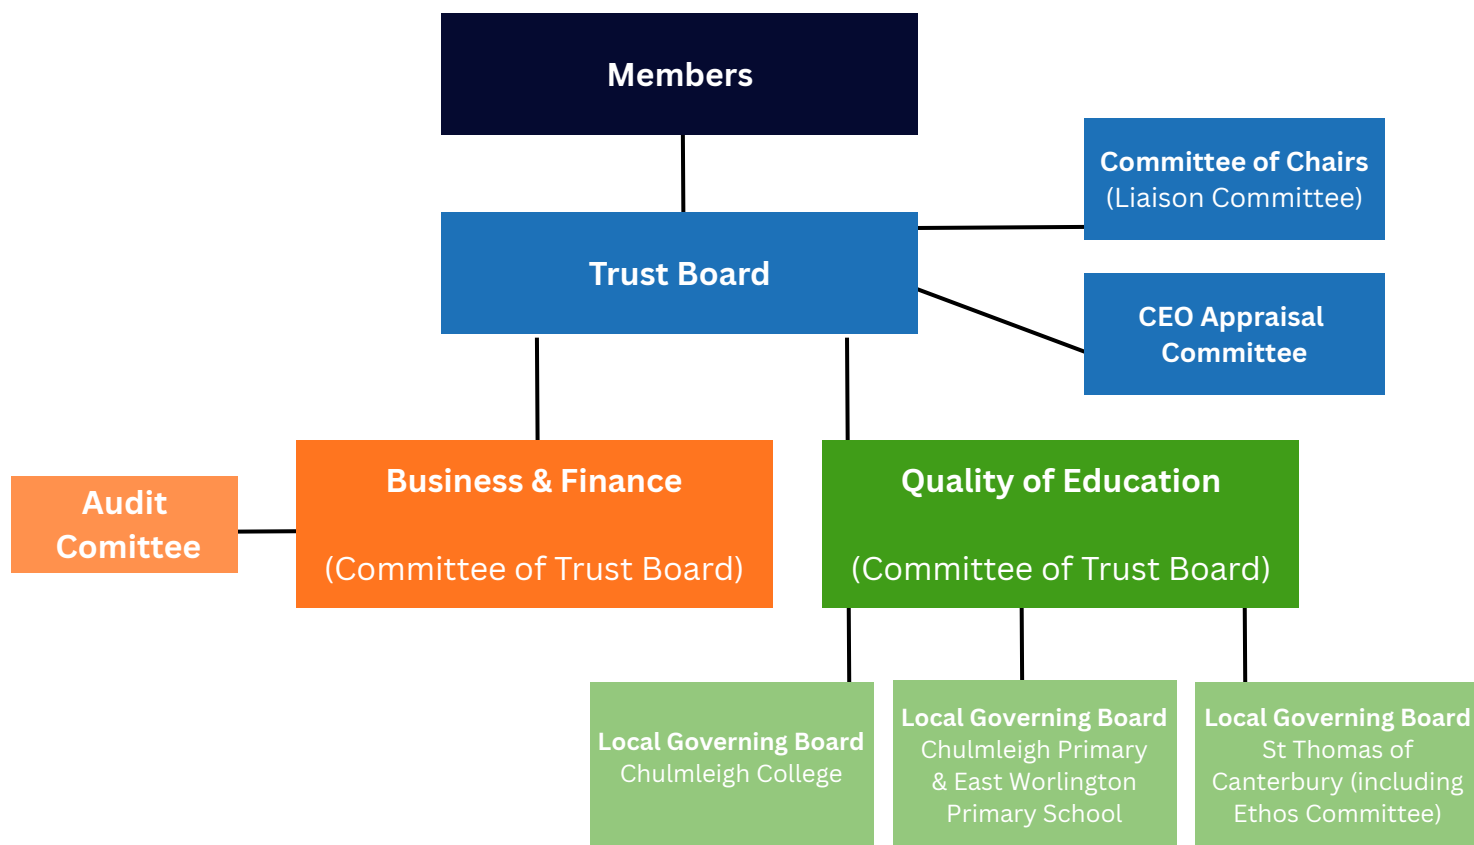 Members
Committee of Chairs
(Liaison Committee)
Trust Board
CEO Appraisal
Committee
Audit
Comittee
Business & Finance
(Committee of Trust Board)
Quality of Education
(Committee of Trust Board)
Local Governing Board
Chulmleigh College
Local Governing Board
Chulmleigh Primary
& East Worlington
Primary School
Local Governing Board
St Thomas of
Canterbury (including
Ethos Committee)